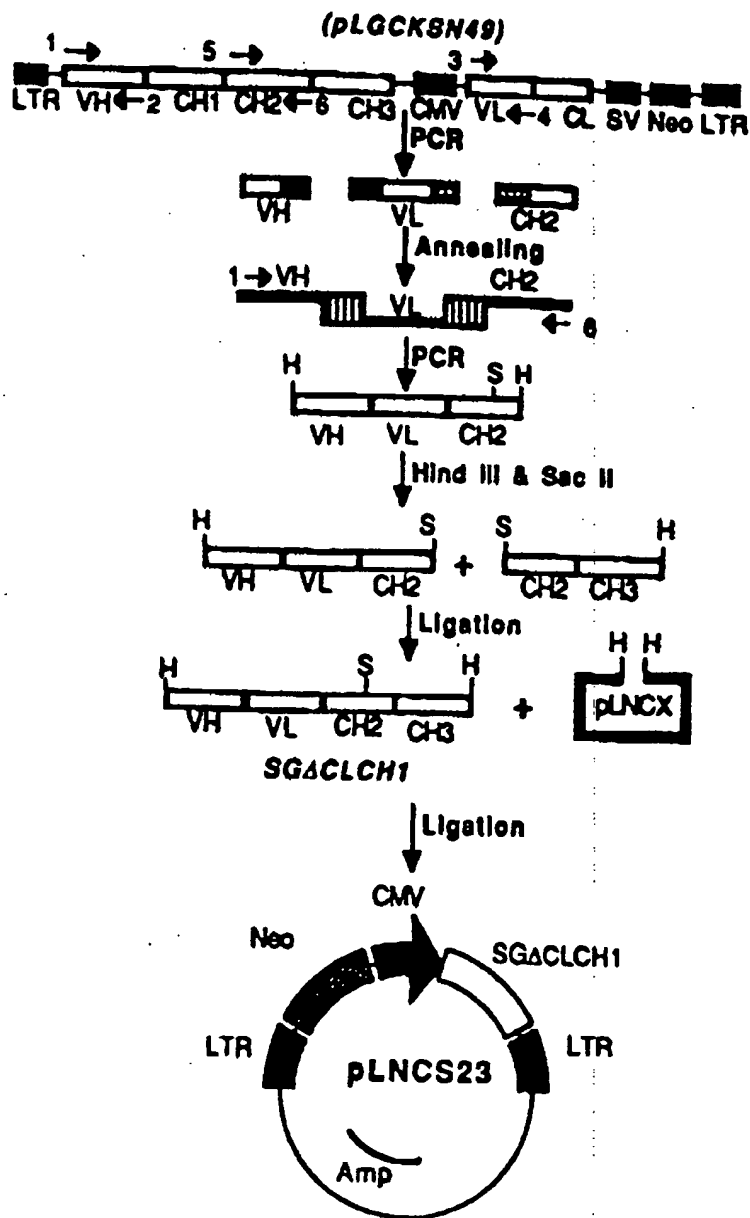 (pLGCKSN49)
1 5 3
LTR VH 2 CH1 CH2 6 CH3 CMV VL 4 CL SV Neo LTR
PCR
VH VL CH2
Annealing
1 VH VL CH2
6
PCR
H S H
VH VL CH2
Hind III & Sac II
H S S H
VH VL CH2 + CH2 CH3
Ligation
H S H H H
VH VL CH2 CH3 + pLNCX
SGΔCLCH1
Ligation
CMV
Neo SGΔCLCH1
LTR LTR
pLNCS23
Amp